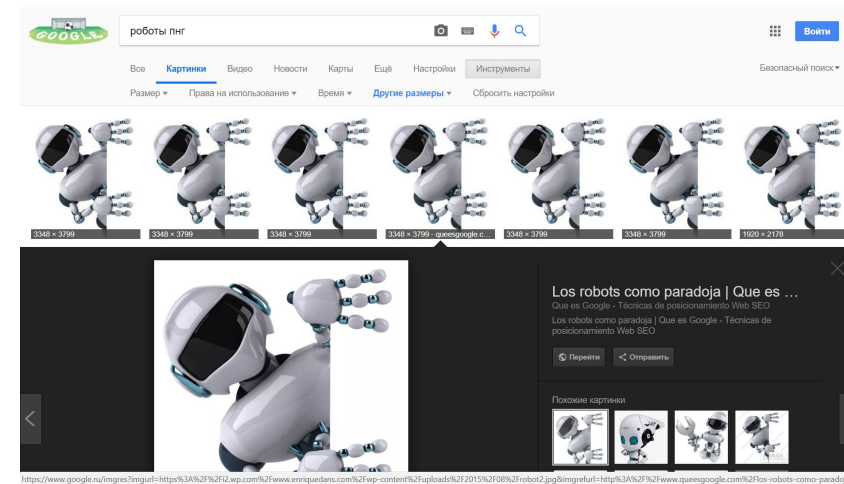 GOOGLE
роботы пнг
Войти
Все Картинки Видео Новости Карты Ещё Настройки Инструменты
Безопасный поиск
Размер Права на использование Время Другие размеры Сбросить настройки
3348 × 3799
3348 × 3799
3348 × 3799
3348 × 3799 - queesgoogle.c...
3348 × 3799
3348 × 3799
1920 × 2178
Los robots como paradoja | Que es ...
Que es Google - Técnicas de posicionamiento Web SEO
Los robots como paradoja | Que es Google - Técnicas de
posicionamiento Web SEO
Перейти
Отправить
Похожие картинки
https://www.google.ru/imgres?imgurl=https%3A%2F%2Fi2.wp.com%2Fwww.enriquedans.com%2Fwp-content%2Fuploads%2F2015%2F08%2Frobot2.jpg&imgrefurl=http%3A%2F%2Fwww.queesgoogle.com%2Flos-robots-como-parado